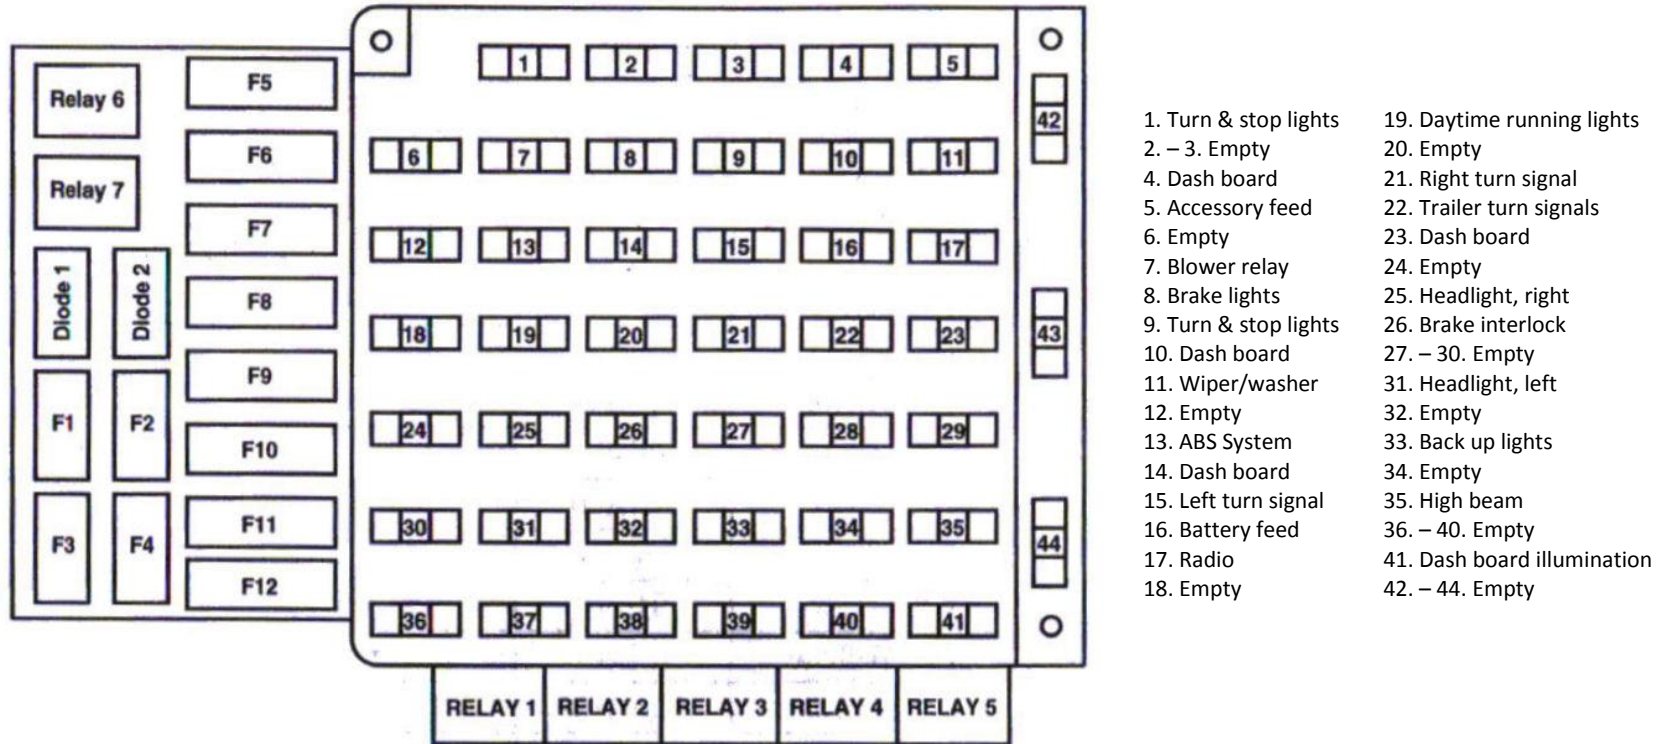 Relay 6
Relay 7
Diode 1
Diode 2
F1
F2
F3
F4
F5
F6
F7
F8
F9
F10
F11
F12
1 2 3 4 5
6 7 8 9 10 11
12 13 14 15 16 17
18 19 20 21 22 23
24 25 26 27 28 29
30 31 32 33 34 35
36 37 38 39 40 41
42
43
44
RELAY 1 RELAY 2 RELAY 3 RELAY 4 RELAY 5
1. Turn & stop lights
2. – 3. Empty
4. Dash board
5. Accessory feed
6. Empty
7. Blower relay
8. Brake lights
9. Turn & stop lights
10. Dash board
11. Wiper/washer
12. Empty
13. ABS System
14. Dash board
15. Left turn signal
16. Battery feed
17. Radio
18. Empty
19. Daytime running lights
20. Empty
21. Right turn signal
22. Trailer turn signals
23. Dash board
24. Empty
25. Headlight, right
26. Brake interlock
27. – 30. Empty
31. Headlight, left
32. Empty
33. Back up lights
34. Empty
35. High beam
36. – 40. Empty
41. Dash board illumination
42. – 44. Empty